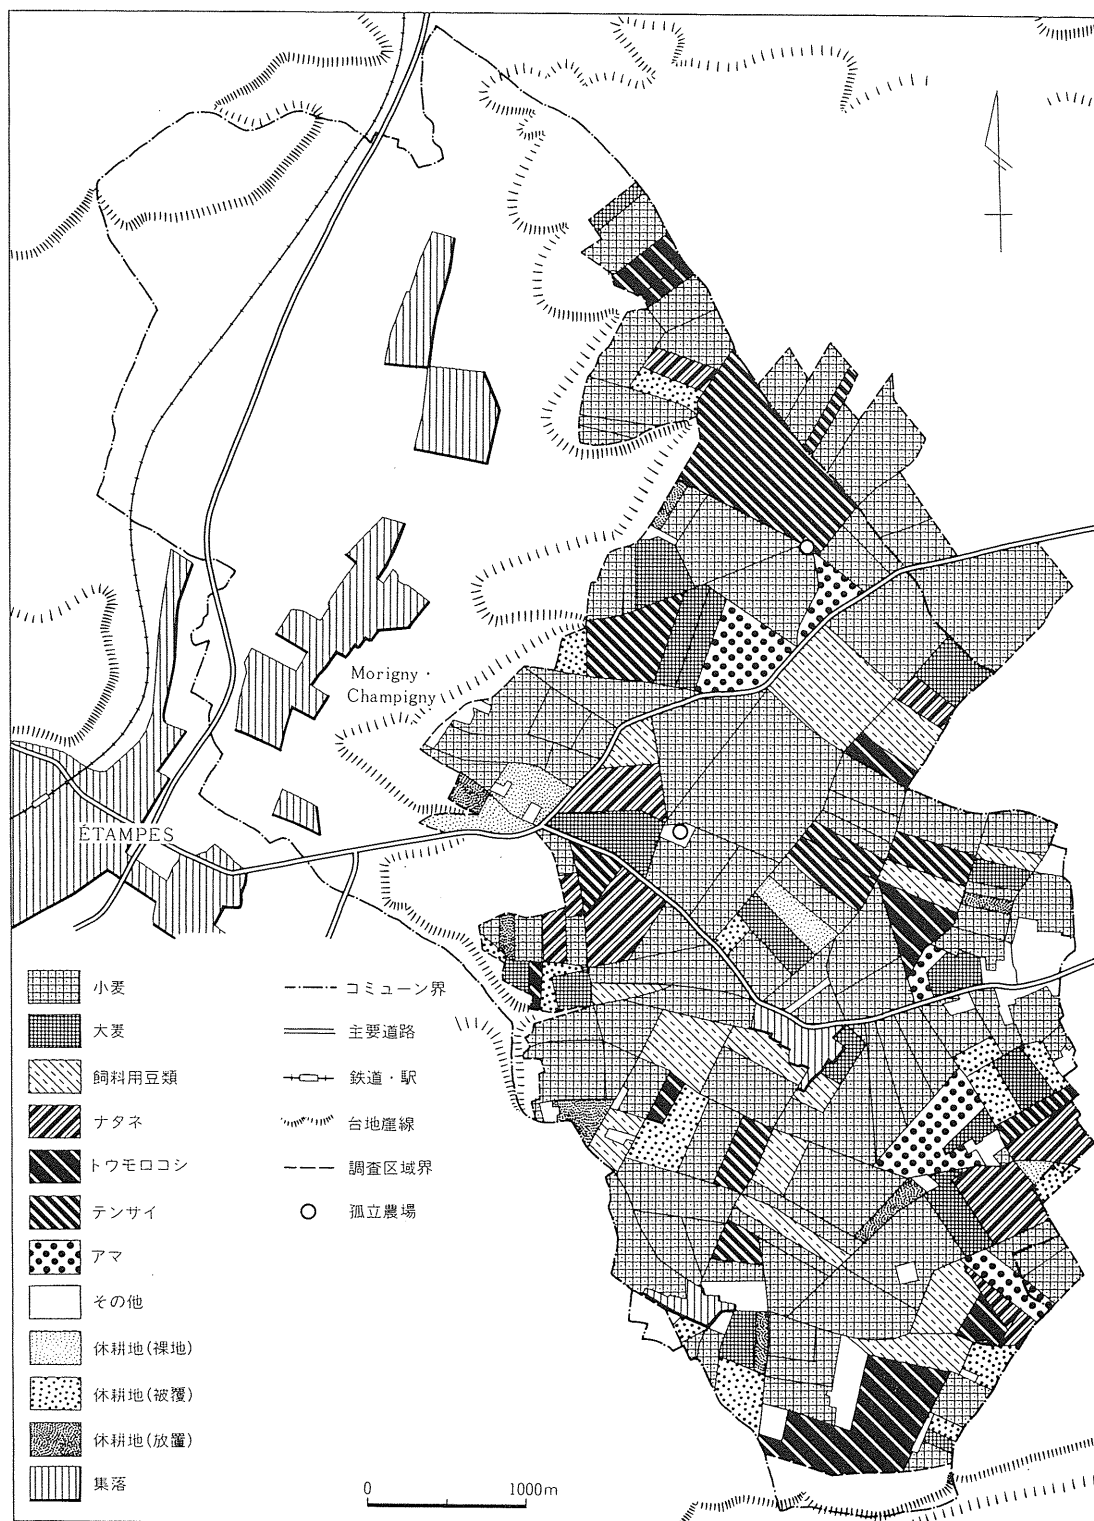 Morigny・
Champigny
ÉTAMPES
小麦
大麦
飼料用豆類
ナタネ
トウモロコシ
テンサイ
アマ
その他
休耕地(裸地)
休耕地(被覆)
休耕地(放置)
集落
コミューン界
主要道路
鉄道・駅
台地崖線
調査区域界
孤立農場
0 1000m